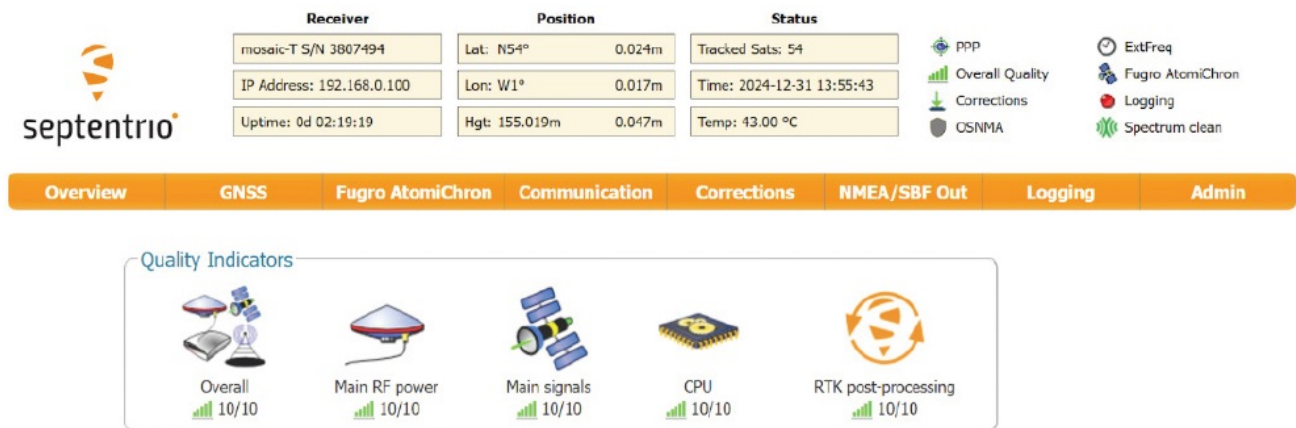 septentrio
Receiver
mosaic-T S/N 3807494
IP Address: 192.168.0.100
Uptime: 0d 02:19:19
Position
Lat: N54° 0.024m
Lon: W1° 0.017m
Hgt: 155.019m 0.047m
Status
Tracked Sats: 54
Time: 2024-12-31 13:55:43
Temp: 43.00 °C
PPP
Overall Quality
Corrections
OSNMA
ExtFreq
Fugro AtomiChron
Logging
Spectrum clean
Overview GNSS Fugro AtomiChron Communication Corrections NMEA/SBF Out Logging Admin
Quality Indicators
Overall
10/10
Main RF power
10/10
Main signals
10/10
CPU
10/10
RTK post-processing
10/10